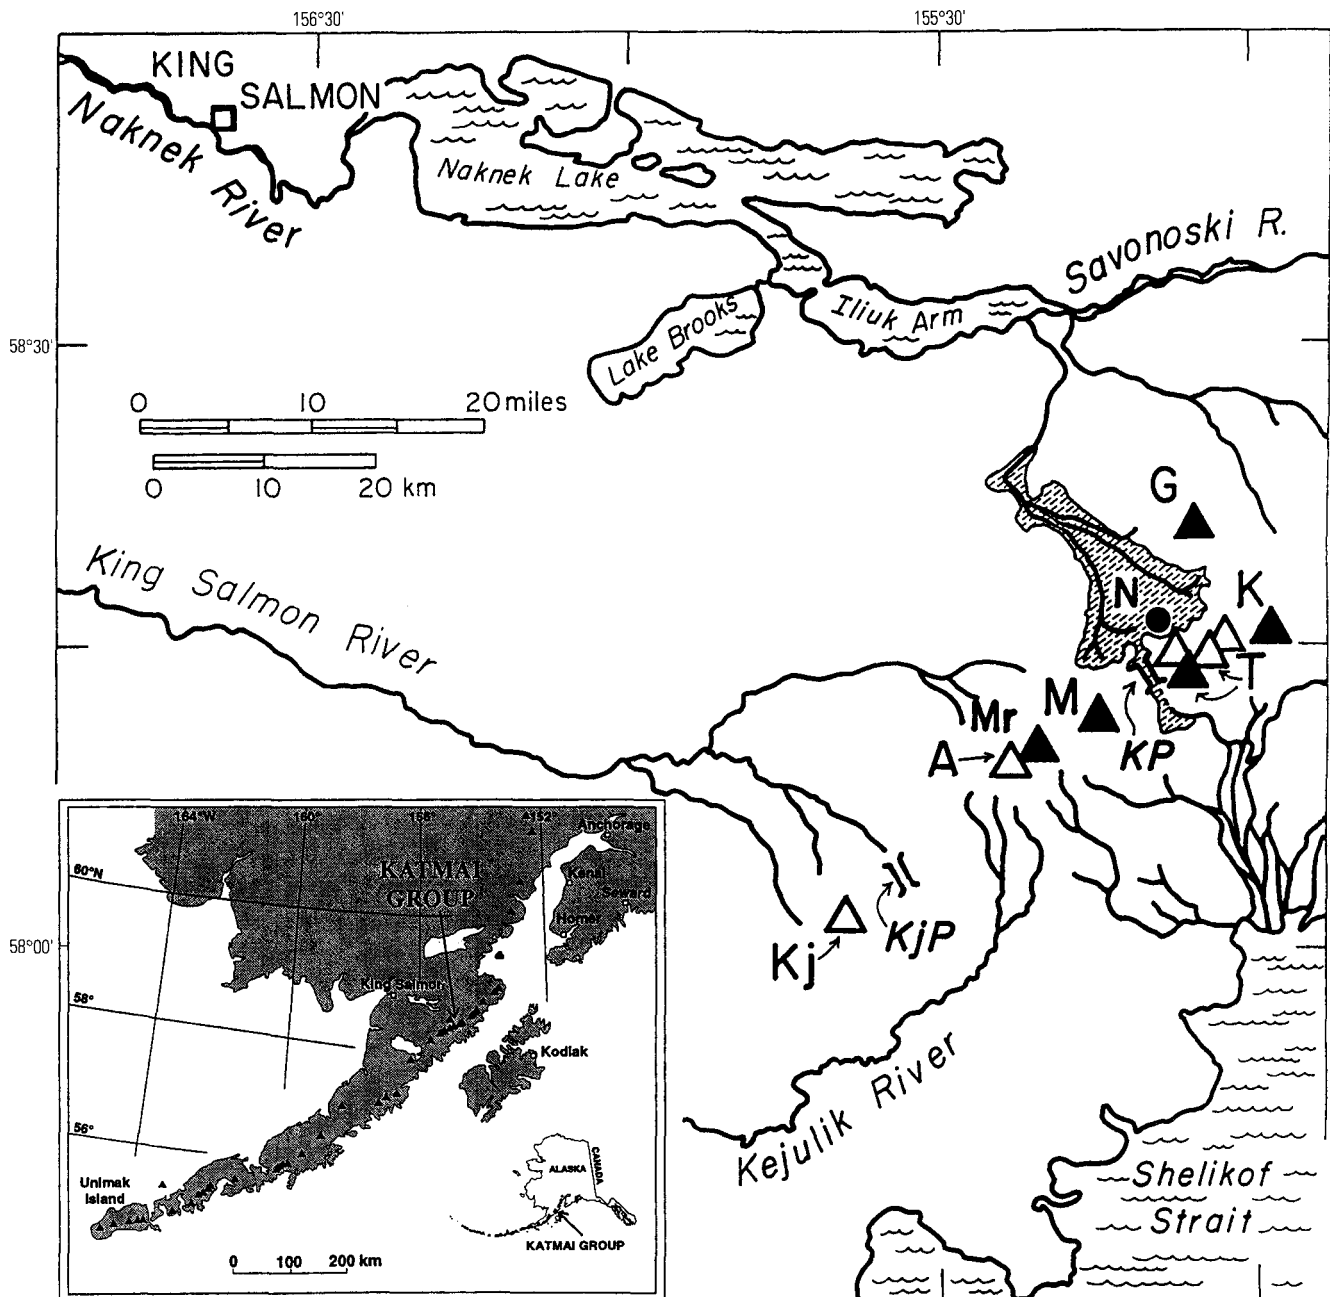 156°30'
155°30'
KING
SALMON
Naknek River
Naknek Lake
Savonoski R.
Iliuk Arm
Lake Brooks
58°30'
0 10 20 miles
0 10 20 km
G
King Salmon River
N
K
T
M
Mr
KP
A
KjP
Kj
58°00'
Kejulik River
Shelikof
Strait
164°W
160°
156°
152°
Anchorage
60°N
KATMAI
GROUP
Kenai
Seward
Homer
King Salmon
58°
Kodiak
56°
Unimak
Island
ALASKA
CANADA
KATMAI GROUP
0 100 200 km